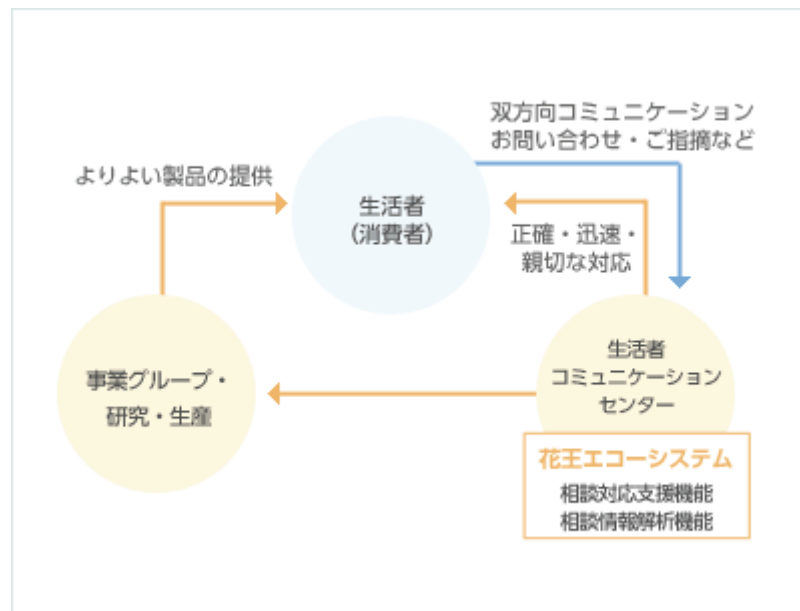 双方向コミュニケーション
お問い合わせ・ご指摘など
よりよい製品の提供
生活者
(消費者)
正確・迅速・
親切な対応
事業グループ・
研究・生産
生活者
コミュニケーション
センター
花王エコーシステム
相談対応支援機能
相談情報解析機能